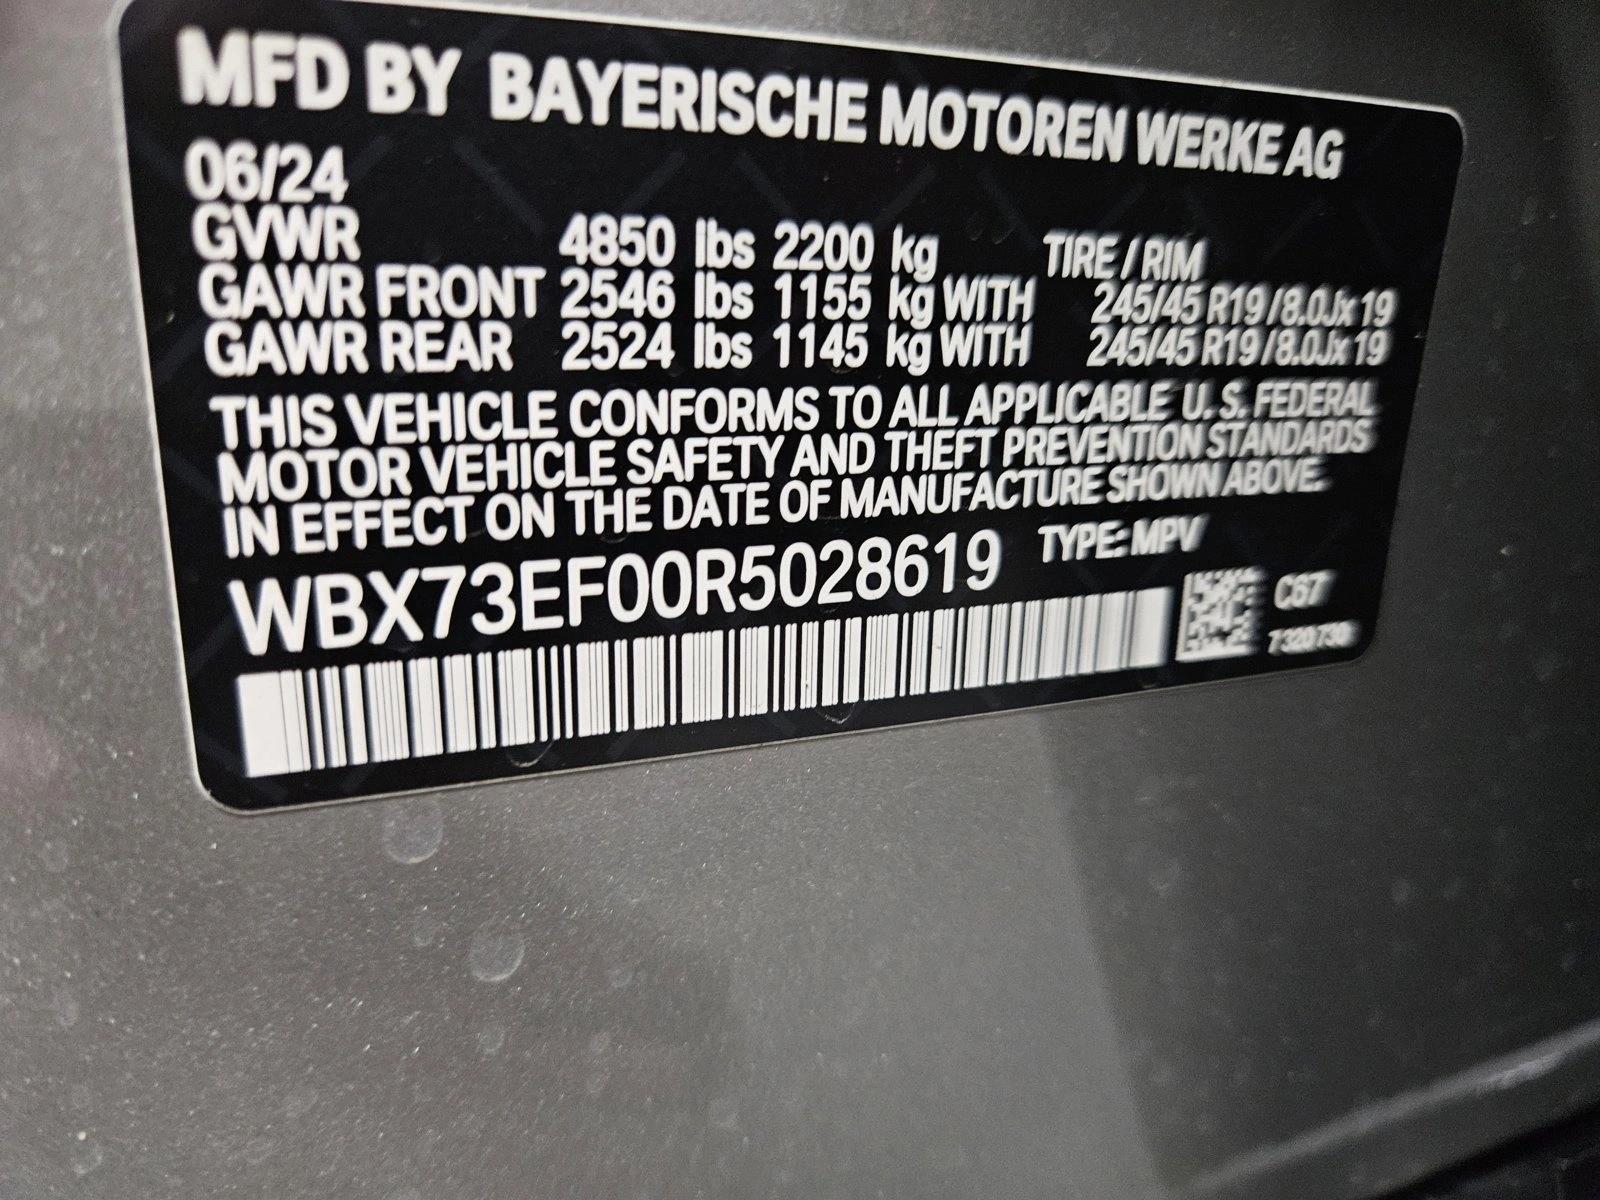 MFD BY BAYERISCHE MOTOREN WERKE AG
06/24
GVWR 4850 lbs 2200 kg TIRE / RIM
GAWR FRONT 2546 lbs 1155 kg WITH 245/45 R19 /8.0Jx19
GAWR REAR 2524 lbs 1145 kg WITH 245/45 R19 /8.0Jx19
THIS VEHICLE CONFORMS TO ALL APPLICABLE U. S. FEDERAL
MOTOR VEHICLE SAFETY AND THEFT PREVENTION STANDARDS
IN EFFECT ON THE DATE OF MANUFACTURE SHOWN ABOVE.
WBX73EF00R5028619 TYPE: MPV
C67